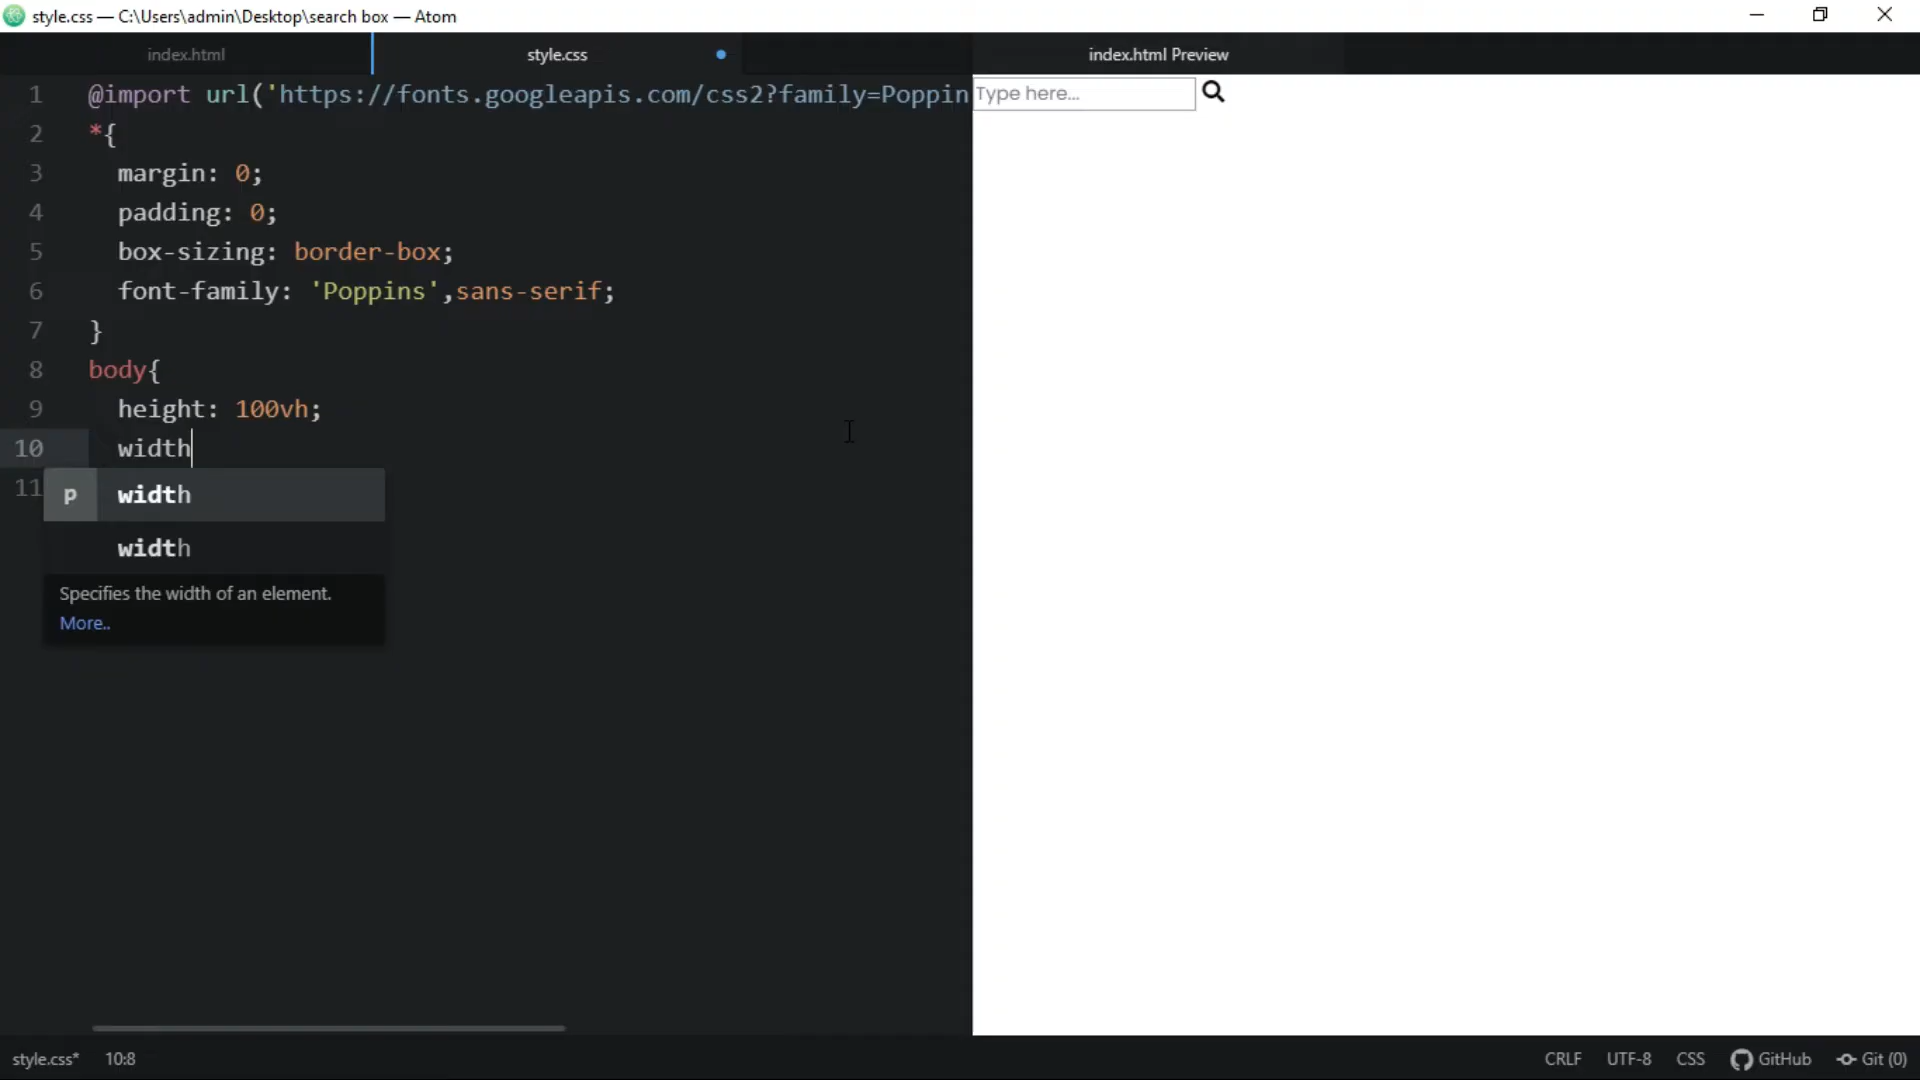 style.css — C:\Users\admin\Desktop\search box — Atom
index.html
style.css
index.html Preview
1 @import url('https://fonts.googleapis.com/css2?family=Poppin
2 *{
3 margin: 0;
4 padding: 0;
5 box-sizing: border-box;
6 font-family: 'Poppins',sans-serif;
7 }
8 body{
9 height: 100vh;
10 width
11
p width
width
Specifies the width of an element.
More..
Type here...
style.css* 10:8
CRLF UTF-8 CSS GitHub Git (0)